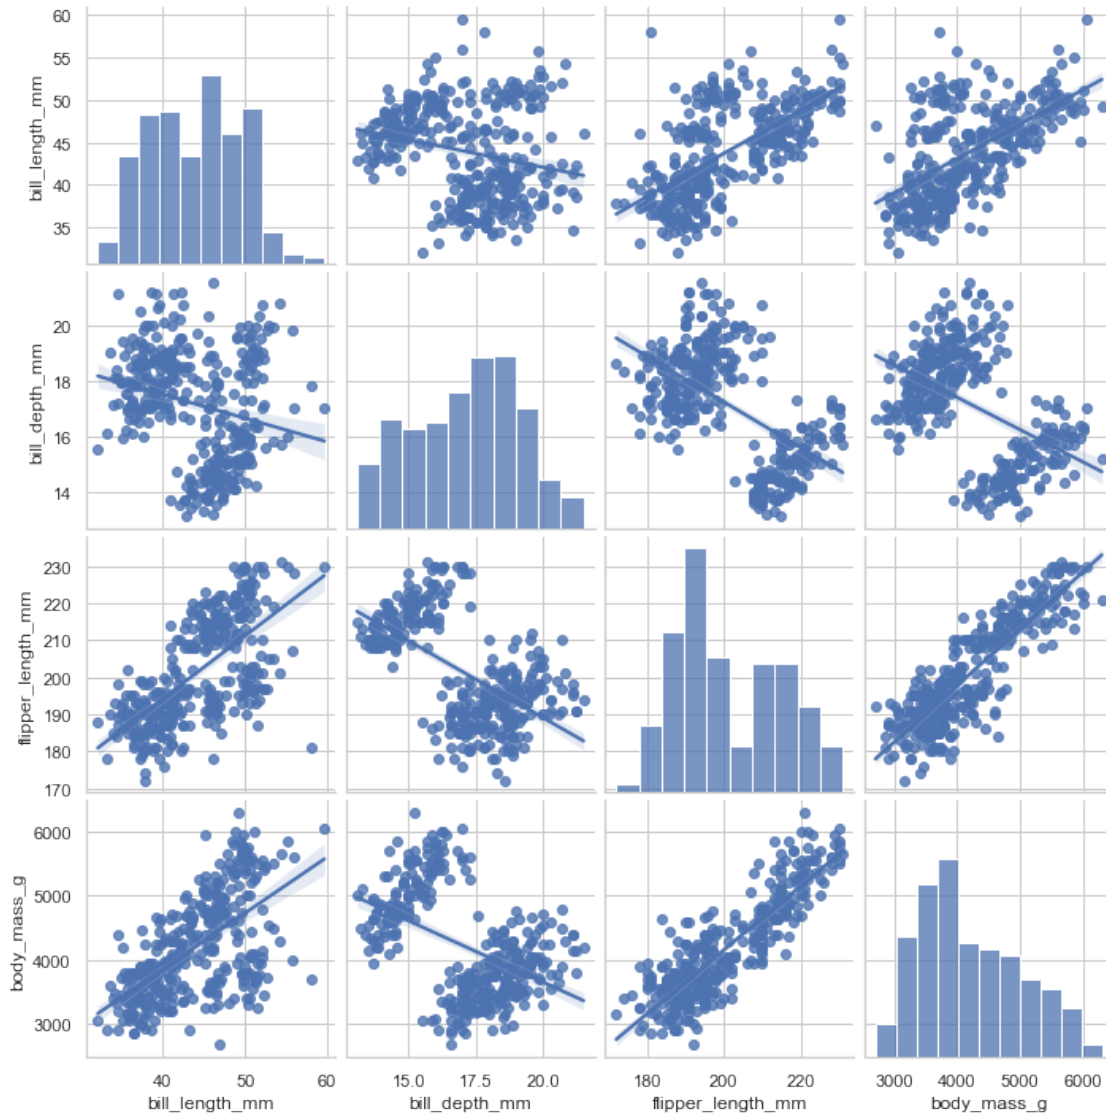 60
55
50
45
40
35
bill_length_mm
20
18
16
14
bill_depth_mm
230
220
210
200
190
180
170
flipper_length_mm
6000
5000
4000
3000
body_mass_g
40 50 60
bill_length_mm
15.0 17.5 20.0
bill_depth_mm
180 200 220
flipper_length_mm
3000 4000 5000 6000
body_mass_g